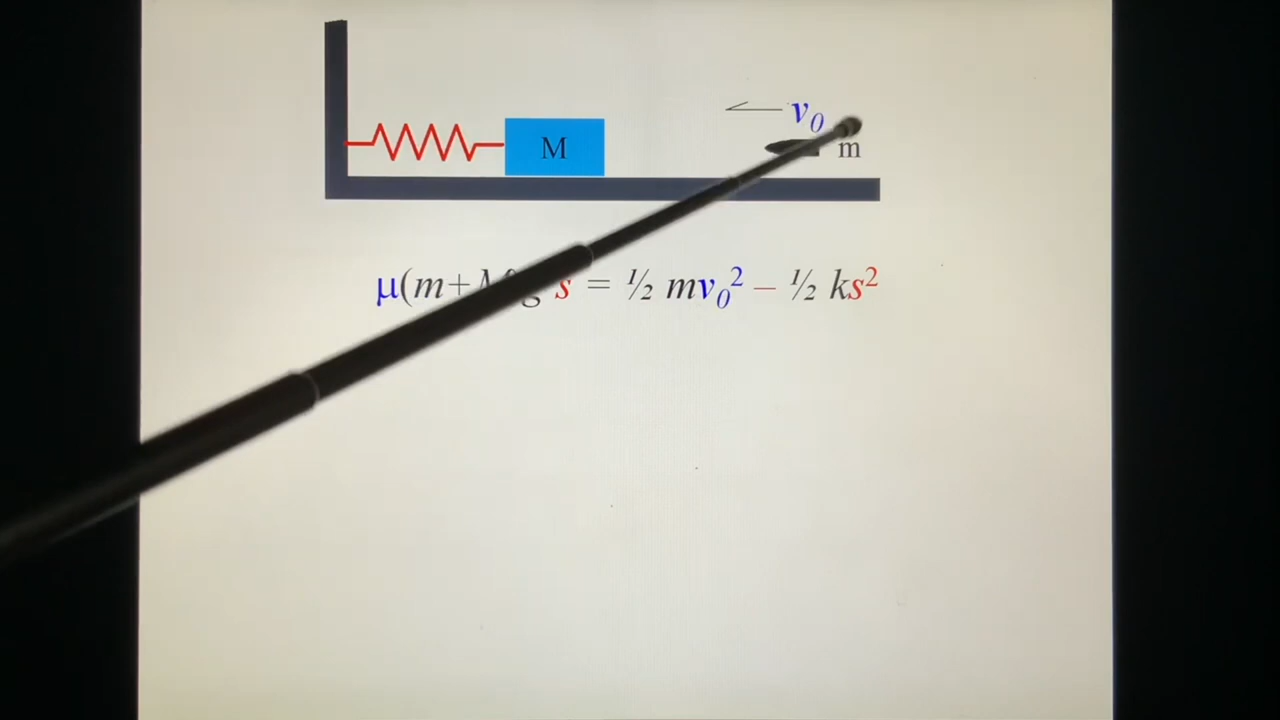 v₀
M
m
μ(m+ g s = ½ mv₀² – ½ ks²